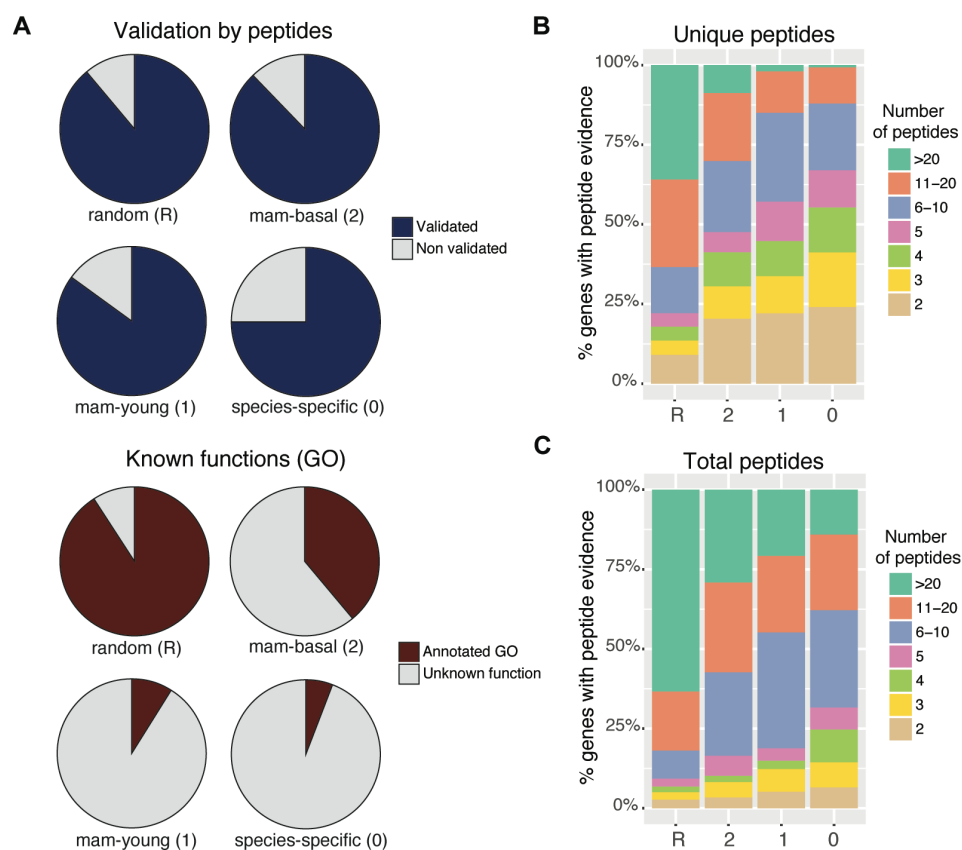 A
Validation by peptides
random (R)
mam-basal (2)
Validated
Non validated
mam-young (1)
species-specific (0)
Known functions (GO)
random (R)
mam-basal (2)
Annotated GO
Unknown function
mam-young (1)
species-specific (0)
B
Unique peptides
% genes with peptide evidence
100%
75%
50%
25%
0%
R 2 1 0
Number
of peptides
>20
11−20
6−10
5
4
3
2
C
Total peptides
% genes with peptide evidence
100%
75%
50%
25%
0%
R 2 1 0
Number
of peptides
>20
11−20
6−10
5
4
3
2